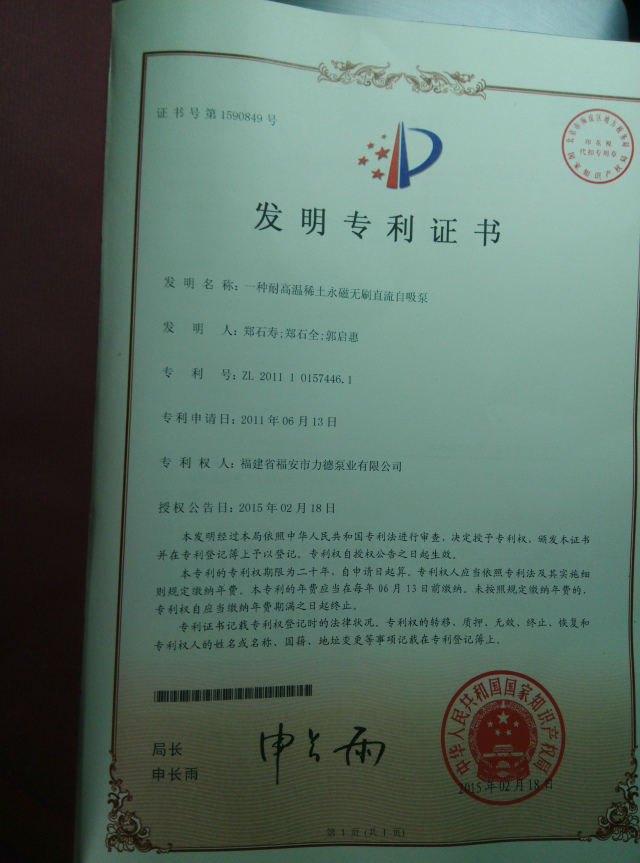 证书号第1590849号
国家知识产权局
代扣专用章
发明专利证书
发明名称：一种耐高温稀土永磁无刷直流自吸泵
发明人：郑石寿;郑石全;郭启惠
专利号：ZL 2011 1 0157446.1
专利申请日：2011年06月13日
专利权人：福建省福安市力德泵业有限公司
授权公告日：2015年02月18日
本发明经过本局依照中华人民共和国专利法进行审查，决定授予专利权，颁发本证书
并在专利登记簿上予以登记。专利权自授权公告之日起生效。
本专利的专利权期限为二十年，自申请日起算。专利权人应当依照专利法及其实施细
则规定缴纳年费。本专利的年费应当在每年06月13日前缴纳。未按照规定缴纳年费的，
专利权自应当缴纳年费期满之日起终止。
专利证书记载专利权登记时的法律状况。专利权的转移、质押、无效、终止、恢复和
专利权人的姓名或名称、国籍、地址变更等事项记载在专利登记簿上。
局长
申长雨
申长雨
中华人民共和国国家知识产权局
2015年02月18日
第1页(共1页)